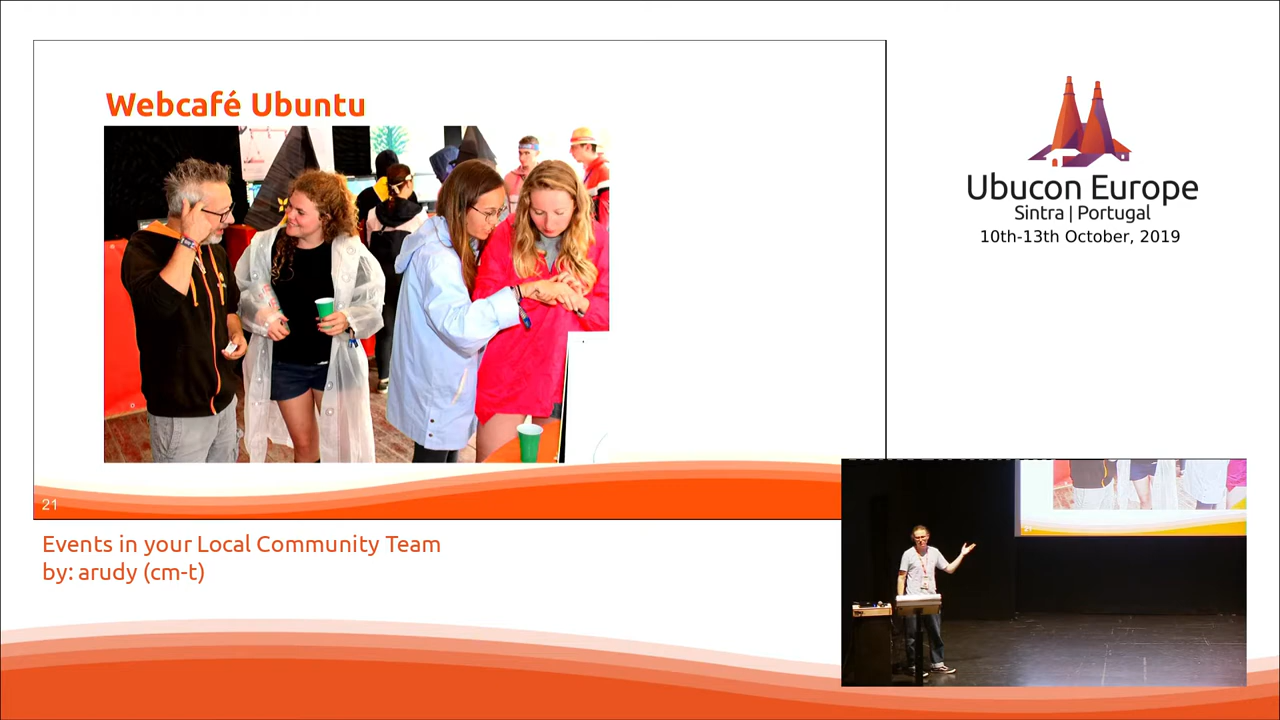 Webcafé Ubuntu
21
Events in your Local Community Team
by: arudy (cm-t)
Ubucon Europe
Sintra | Portugal
10th-13th October, 2019